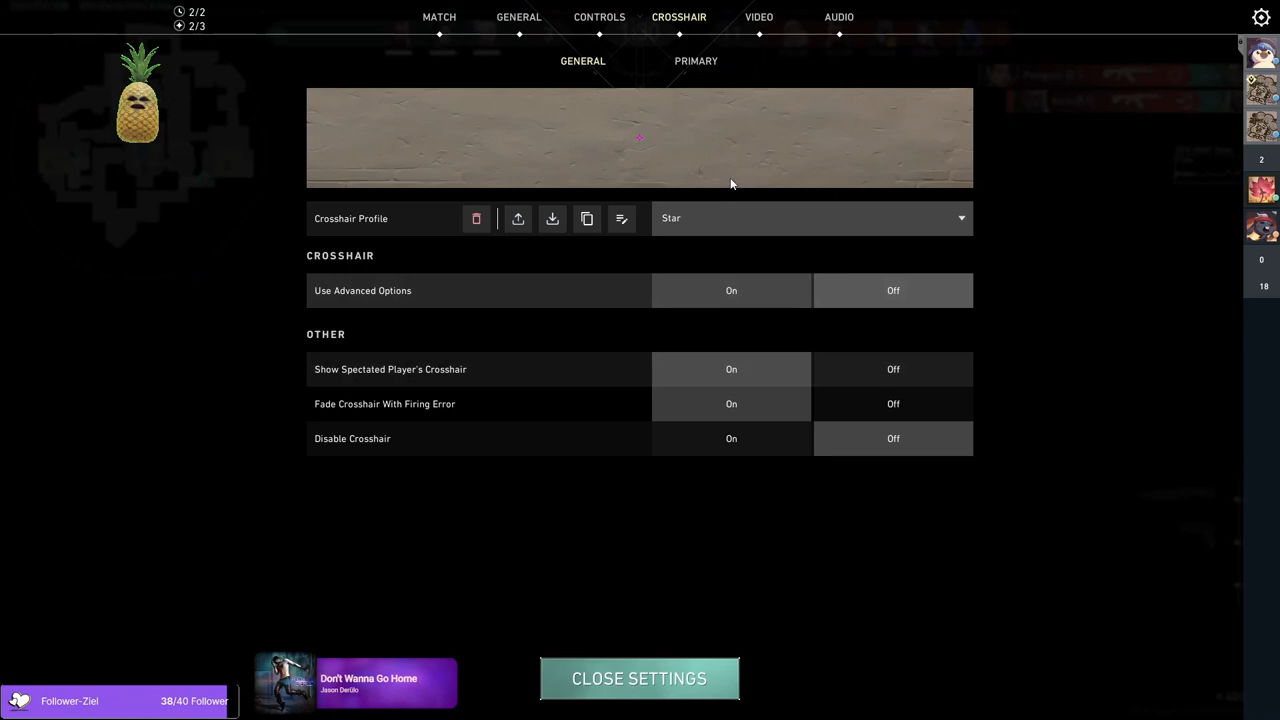 2/2
2/3
MATCH
GENERAL
CONTROLS
CROSSHAIR
VIDEO
AUDIO
GENERAL
PRIMARY
Crosshair Profile
Star
CROSSHAIR
Use Advanced Options
On
Off
OTHER
Show Spectated Player's Crosshair
On
Off
Fade Crosshair With Firing Error
On
Off
Disable Crosshair
On
Off
2
0
18
Don't Wanna Go Home
Jason Derülo
CLOSE SETTINGS
Follower-Ziel
38/40 Follower